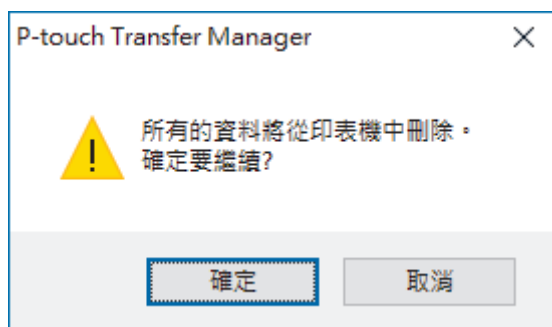 P-touch Transfer Manager
所有的資料將從印表機中刪除。
確定要繼續?
確定
取消